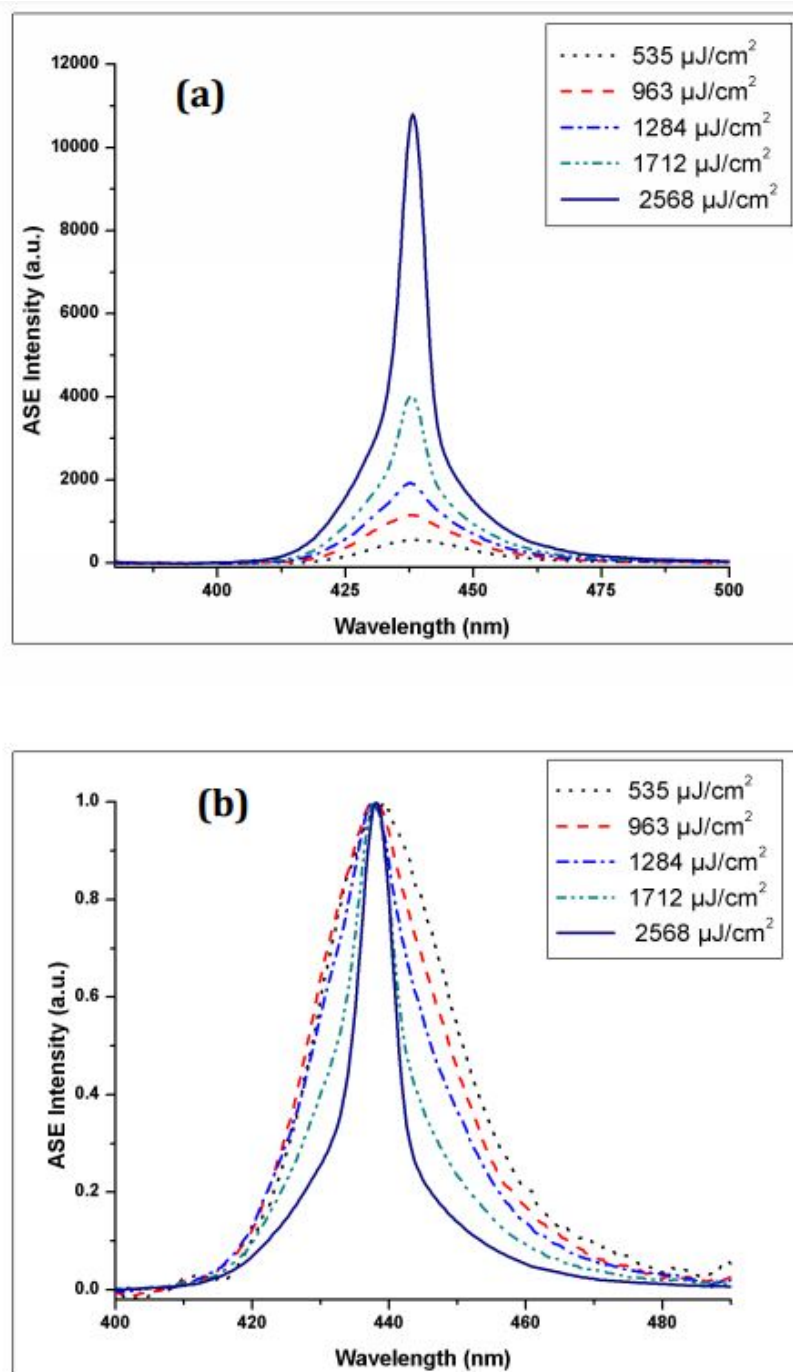 (a)
535 µJ/cm²
963 µJ/cm²
1284 µJ/cm²
1712 µJ/cm²
2568 µJ/cm²
12000
10000
8000
6000
4000
2000
0
ASE Intensity (a.u.)
400 425 450 475 500
Wavelength (nm)
(b)
535 µJ/cm²
963 µJ/cm²
1284 µJ/cm²
1712 µJ/cm²
2568 µJ/cm²
1.0
0.8
0.6
0.4
0.2
0.0
ASE Intensity (a.u.)
400 420 440 460 480
Wavelength (nm)